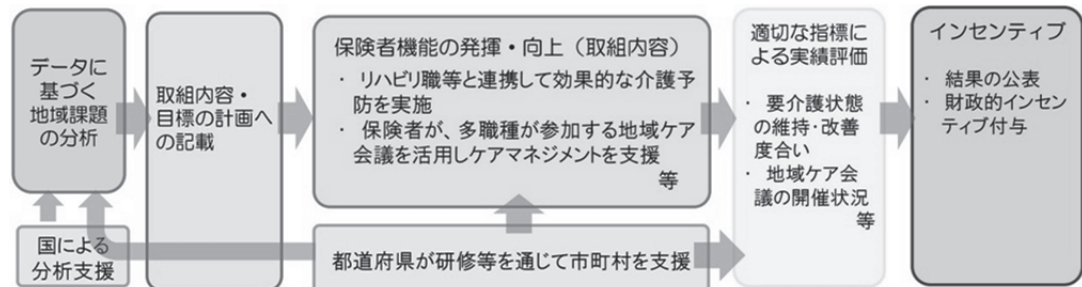 データに
基づく
地域課題
の分析
国による
分析支援
取組内容・
目標の計画へ
の記載
保険者機能の発揮・向上（取組内容）
・ リハビリ職等と連携して効果的な介護予
防を実施
・ 保険者が、多職種が参加する地域ケア
会議を活用しケアマネジメントを支援
等
都道府県が研修等を通じて市町村を支援
適切な指標に
よる実績評価
・ 要介護状態
の維持・改善
度合い
・ 地域ケア会
議の開催状況
等
インセンティブ
・ 結果の公表
・ 財政的インセン
ティブ付与